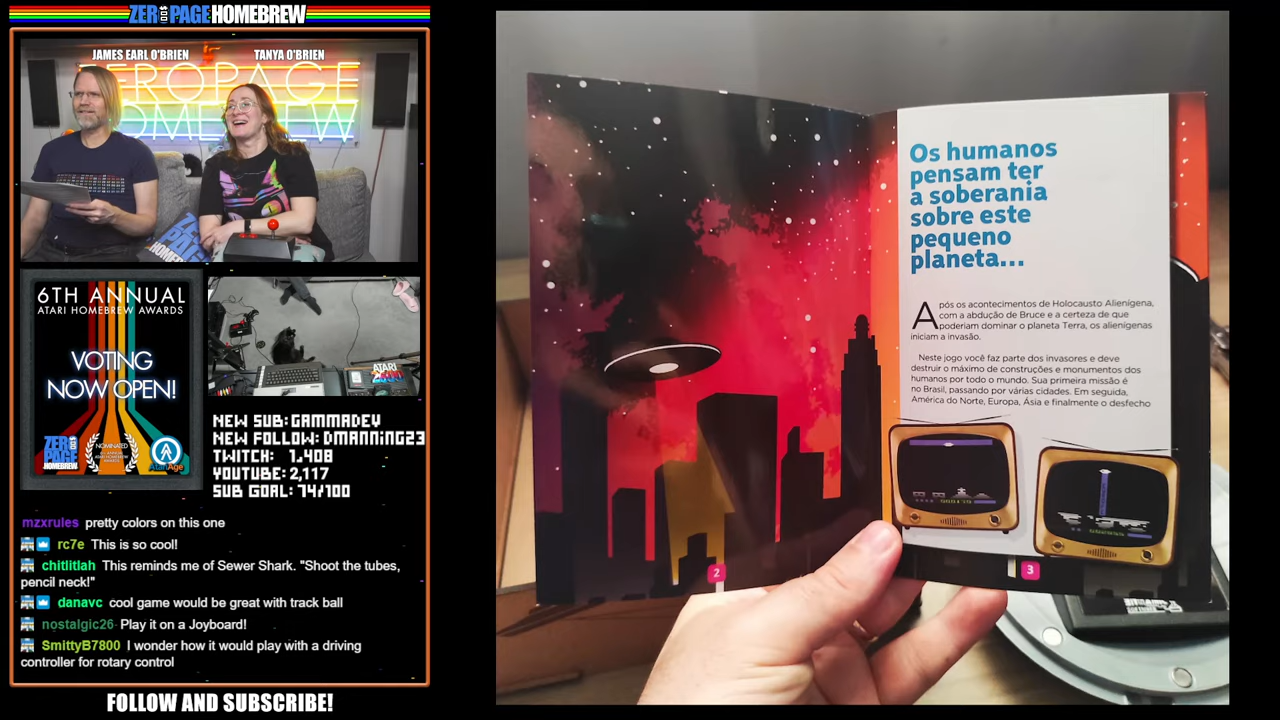 ZEROPAGE HOMEBREW
JAMES EARL O'BRIEN
TANYA O'BRIEN
ZEROPAGE
HOMEBREW
6TH ANNUAL
ATARI HOMEBREW AWARDS
VOTING
NOW OPEN!
ZERO
PAGE
HOMEBREW
NOMINATED
AtariAge
ATARI
NEW SUB: GAMMADEV
NEW FOLLOW: DMANNING23
TWITCH: 1,408
YOUTUBE: 2,117
SUB GOAL: 74/100
mzxrules pretty colors on this one
rc7e This is so cool!
chitlitlah This reminds me of Sewer Shark. "Shoot the tubes,
pencil neck!"
danavc cool game would be great with track ball
nostalgic26 Play it on a Joyboard!
SmittyB7800 I wonder how it would play with a driving
controller for rotary control
FOLLOW AND SUBSCRIBE!
Os humanos
pensam ter
a soberania
sobre este
pequeno
planeta...
Após os acontecimentos de Holocausto Alienígena,
com a abdução de Bruce e a certeza de que
poderiam dominar o planeta Terra, os alienígenas
iniciam a invasão.
Neste jogo você faz parte dos invasores e deve
destruir o máximo de construções e monumentos dos
humanos por todo o mundo. Sua primeira missão é
no Brasil, passando por várias cidades. Em seguida,
América do Norte, Europa, Ásia e finalmente o desfecho
2
3